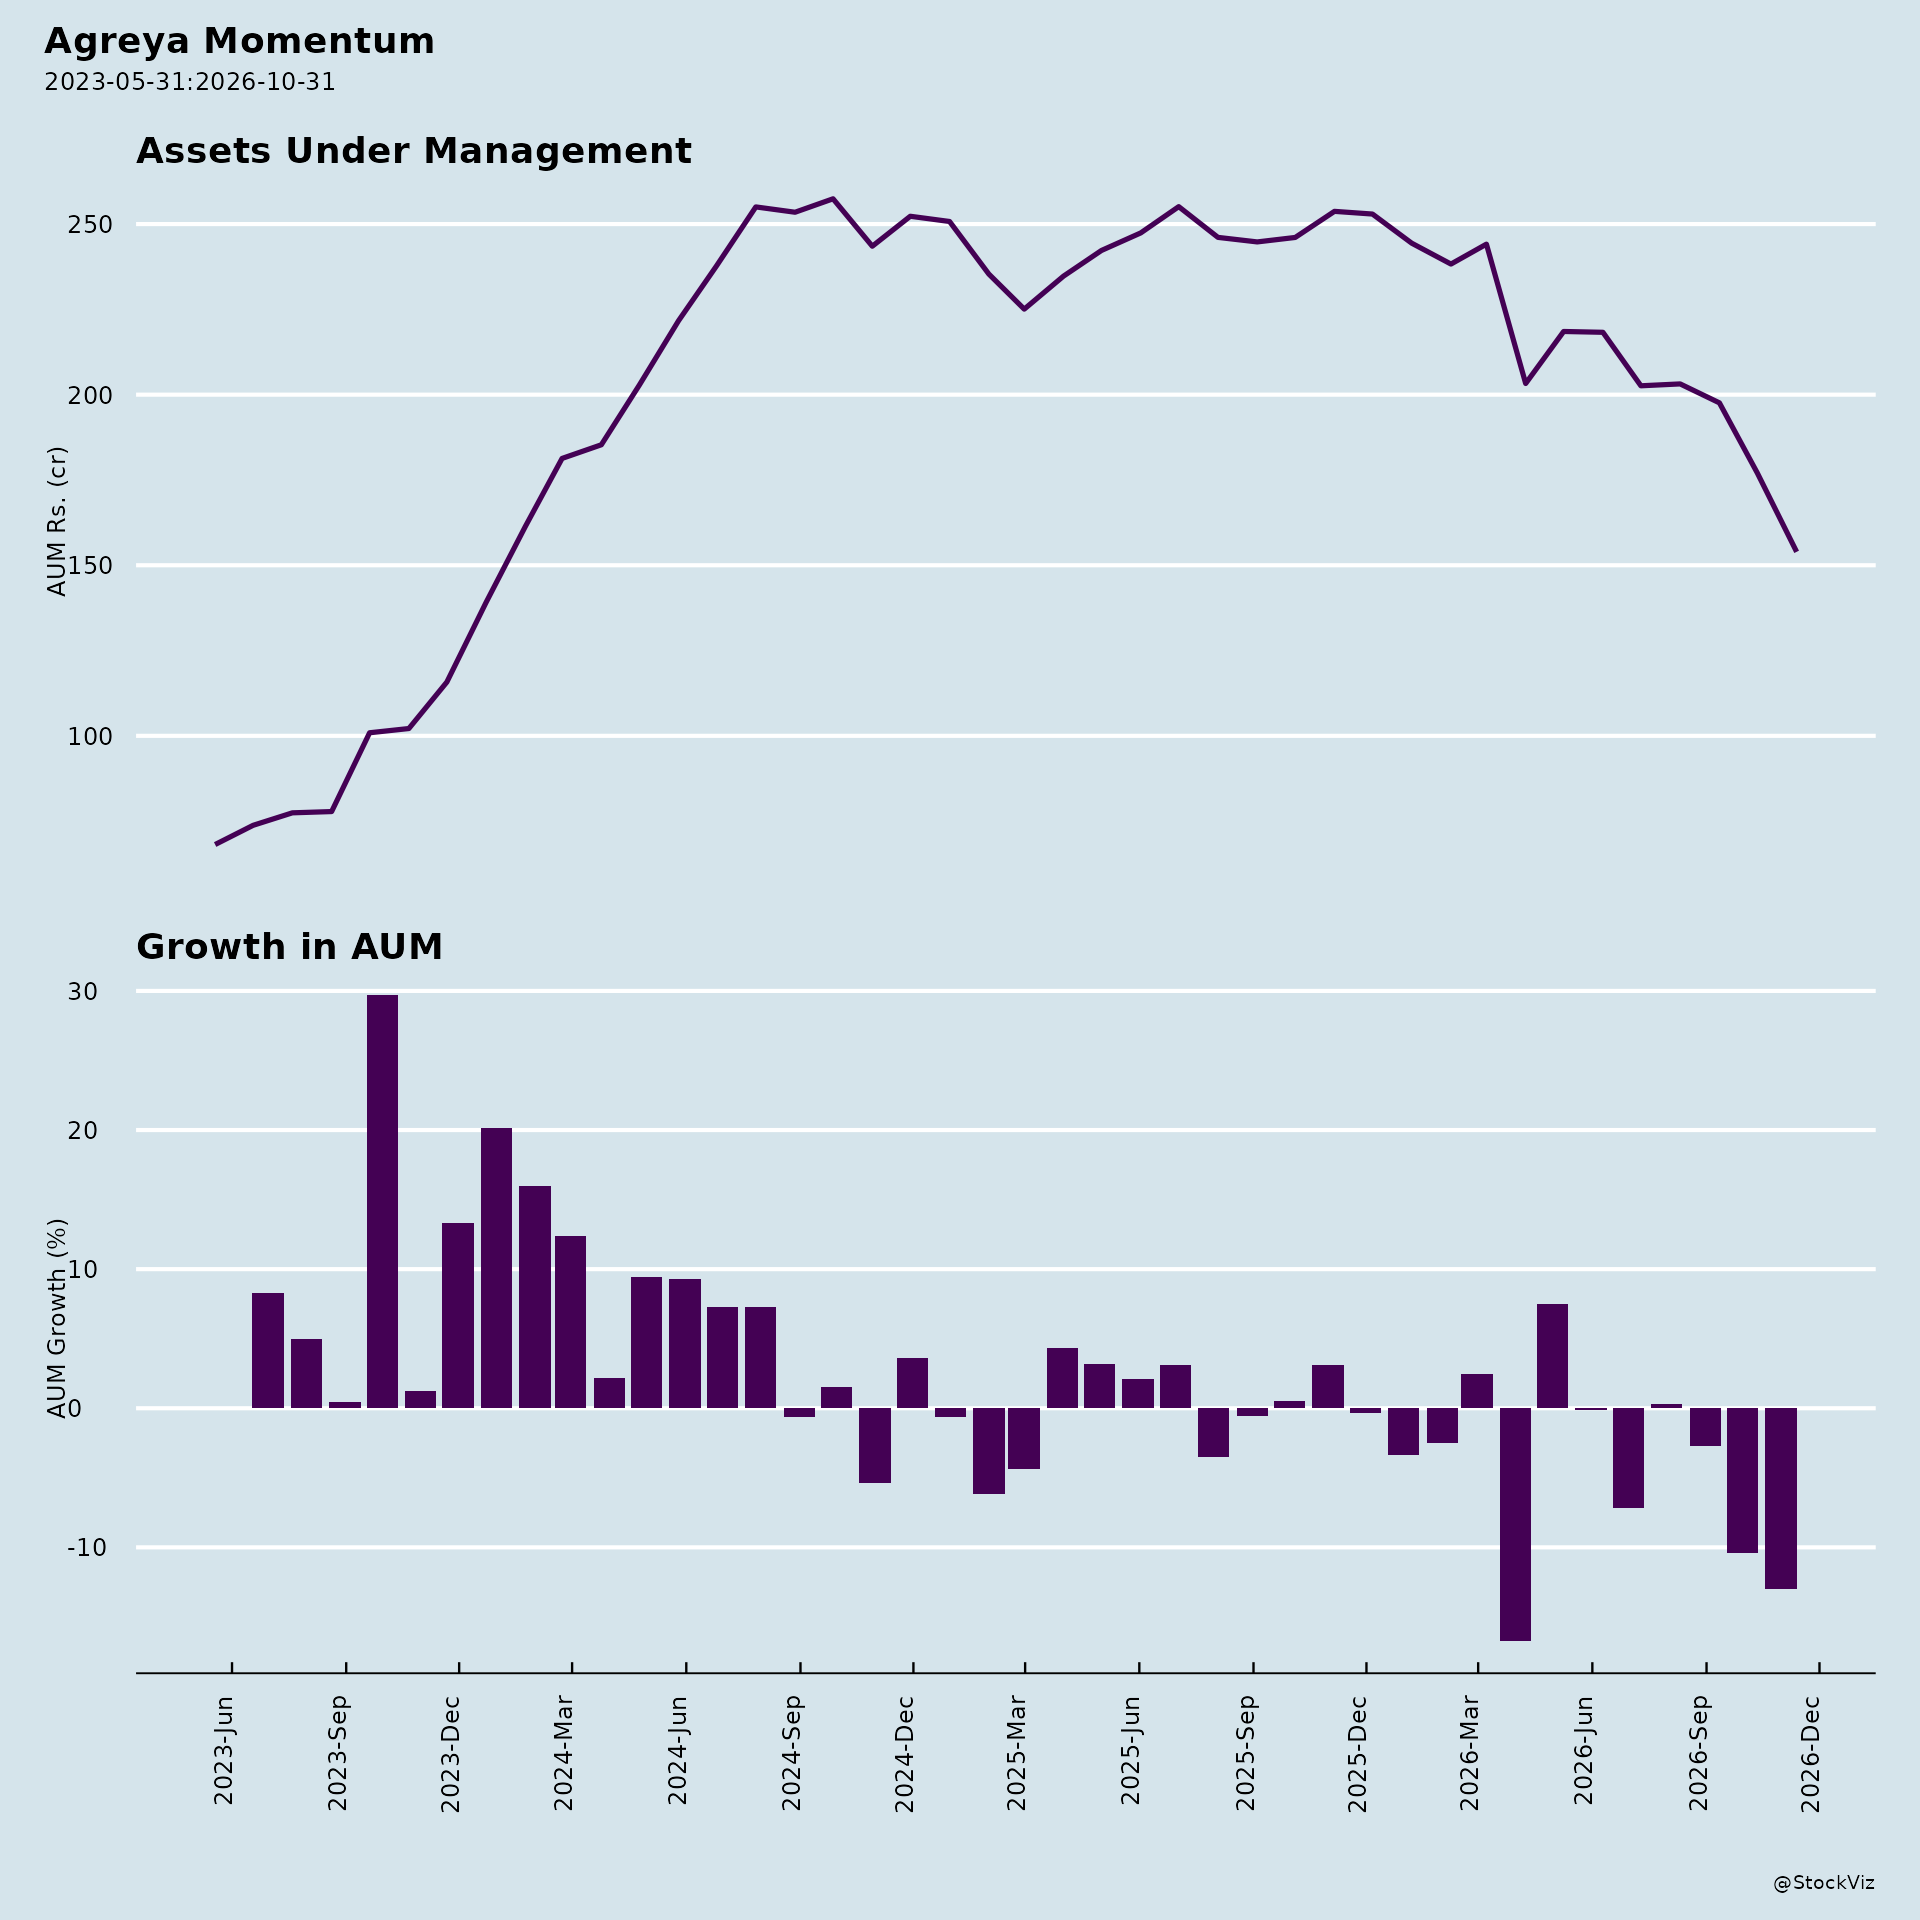 Agreya Momentum
2023-05-31:2026-10-31
Assets Under Management
AUM Rs. (cr)
250
200
150
100
Growth in AUM
AUM Growth (%)
30
20
10
0
-10
2023-Jun
2023-Sep
2023-Dec
2024-Mar
2024-Jun
2024-Sep
2024-Dec
2025-Mar
2025-Jun
2025-Sep
2025-Dec
2026-Mar
2026-Jun
2026-Sep
2026-Dec
@StockViz